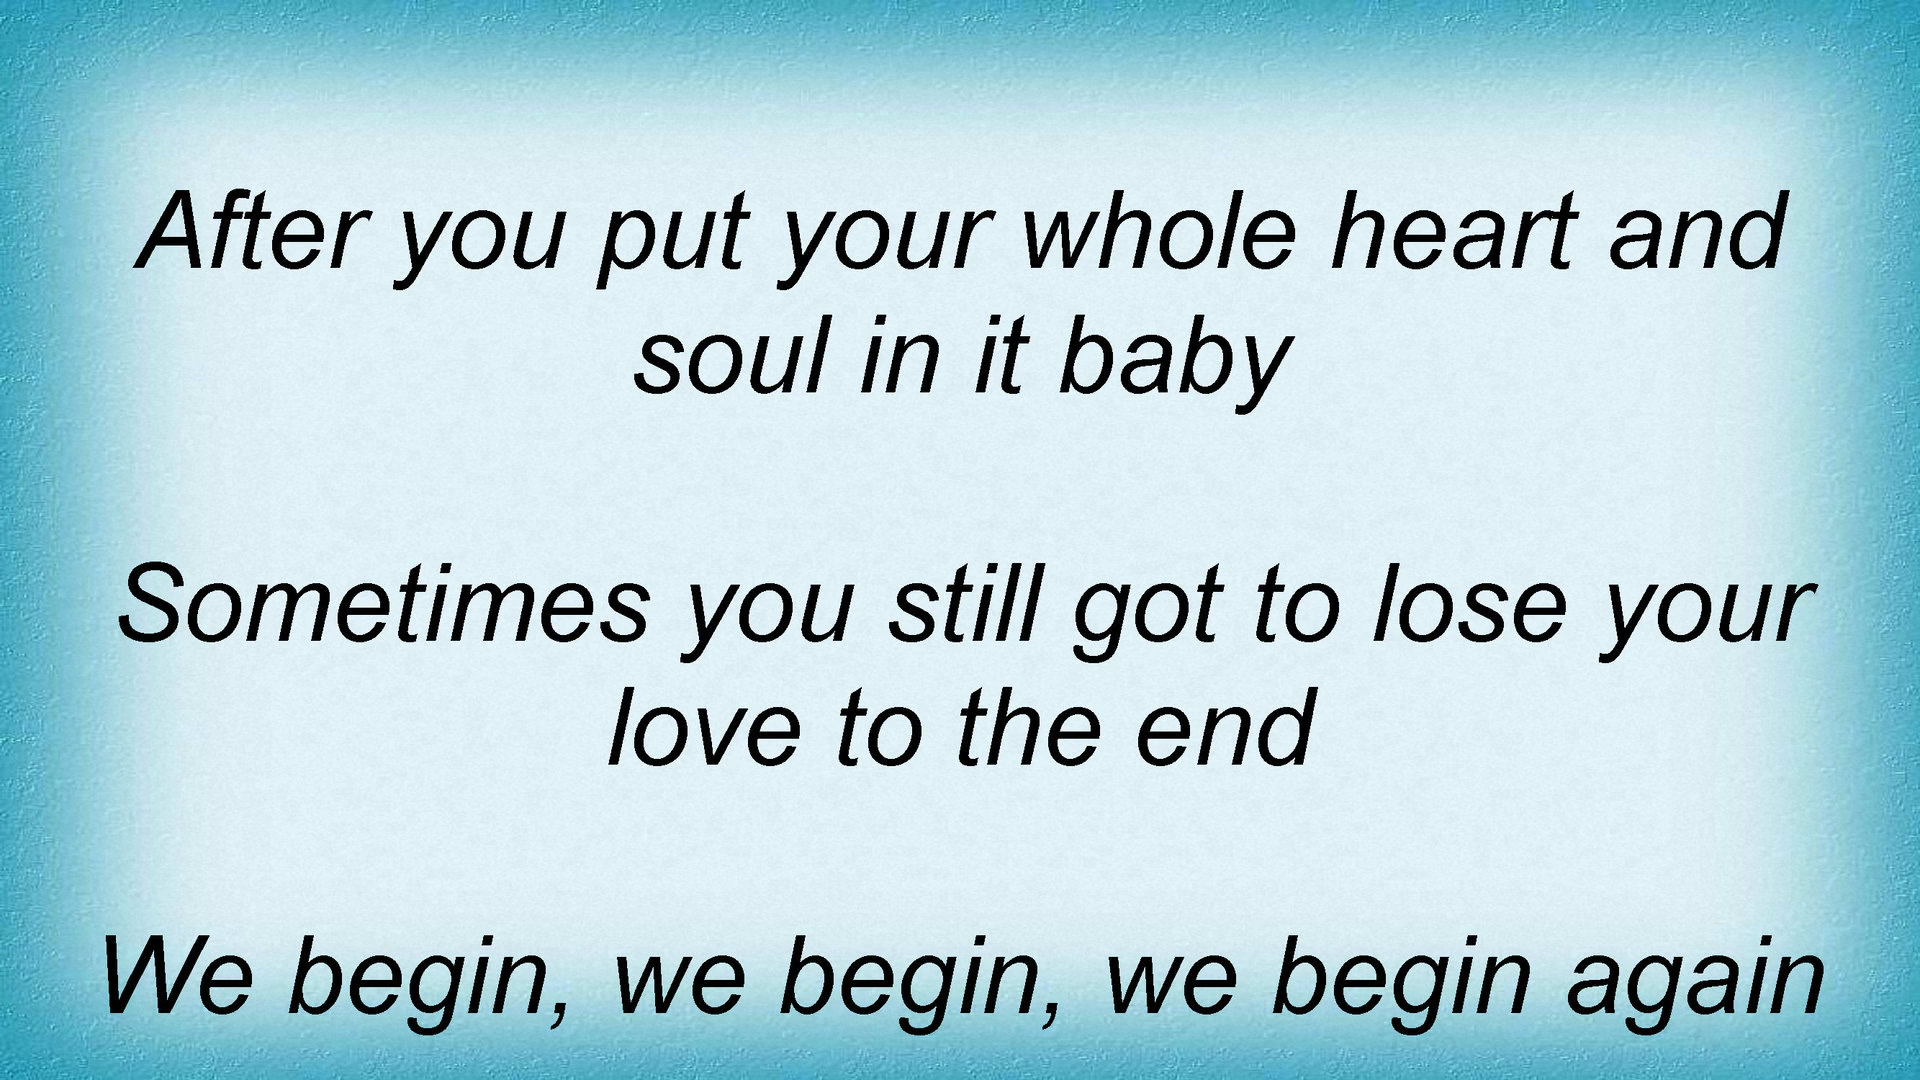 After you put your whole heart and
soul in it baby
Sometimes you still got to lose your
love to the end
We begin, we begin, we begin again